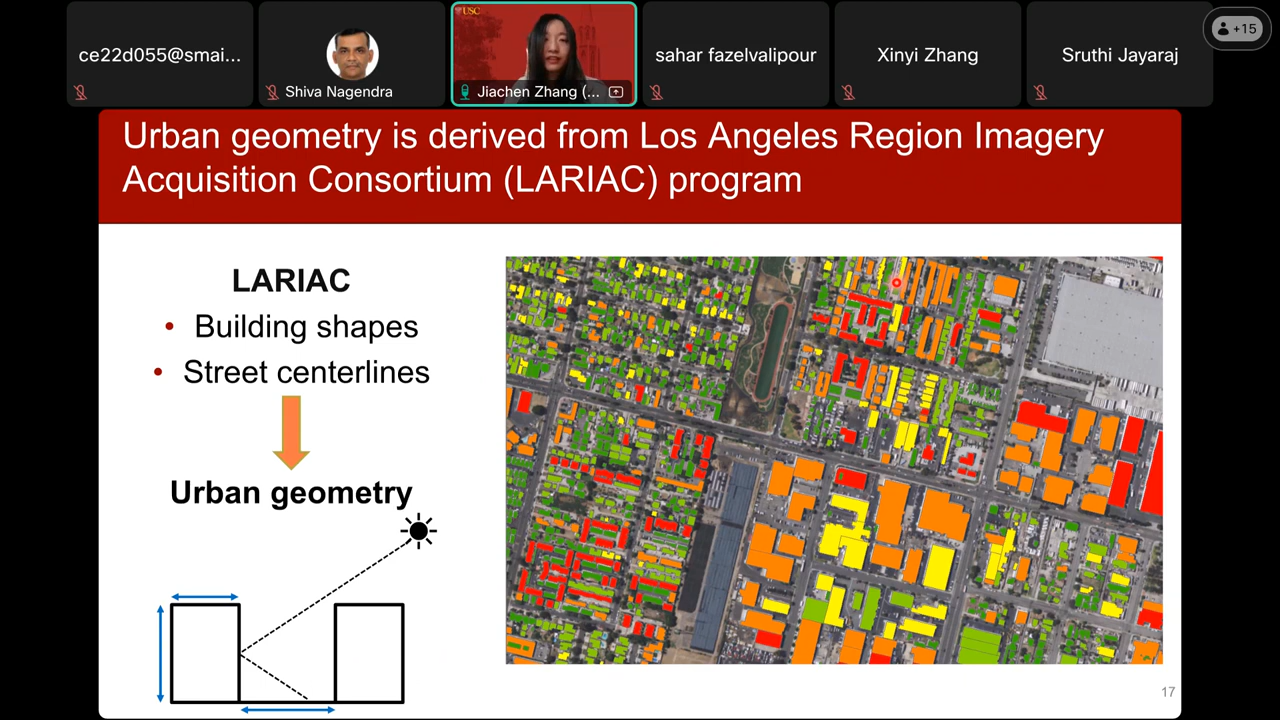 ce22d055@smai...
Shiva Nagendra
USC
Jiachen Zhang (...
sahar fazelvalipour
Xinyi Zhang
Sruthi Jayaraj
+15
Urban geometry is derived from Los Angeles Region Imagery
Acquisition Consortium (LARIAC) program
LARIAC
• Building shapes
• Street centerlines
Urban geometry
17